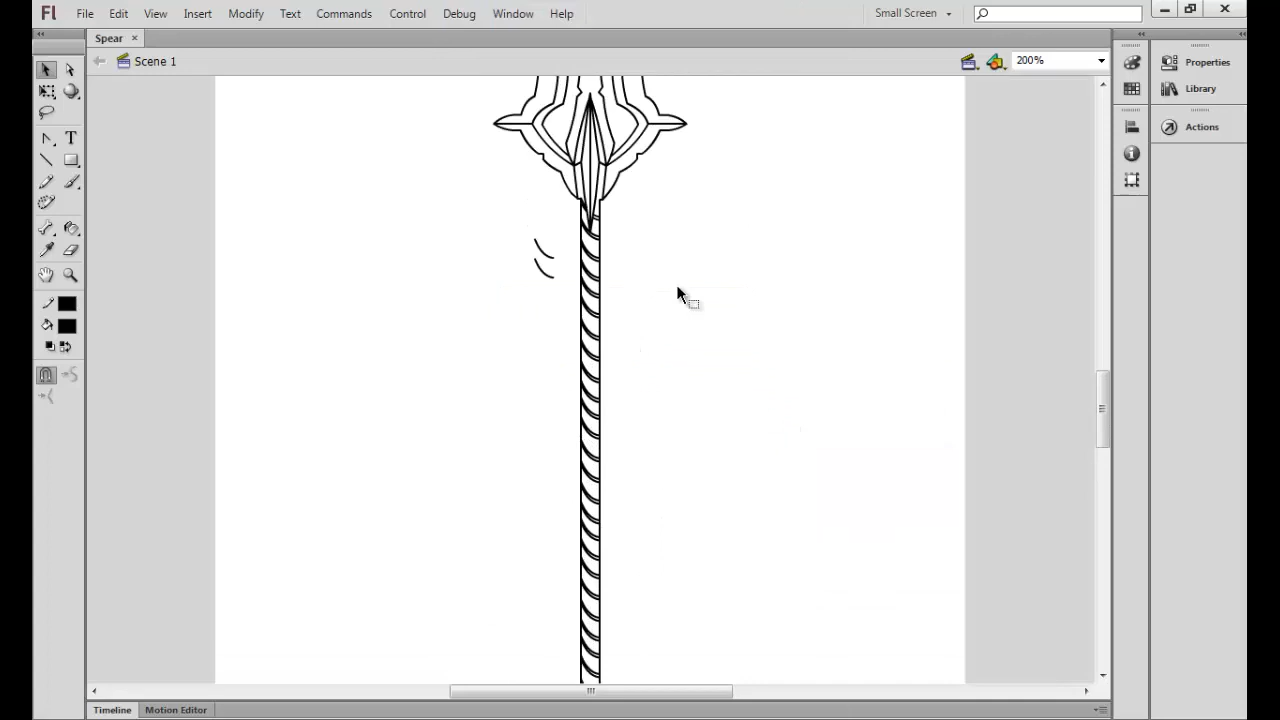 Fl File Edit View Insert Modify Text Commands Control Debug Window Help Small Screen
Spear
Scene 1 200%
Properties
Library
Actions
T
Timeline Motion Editor